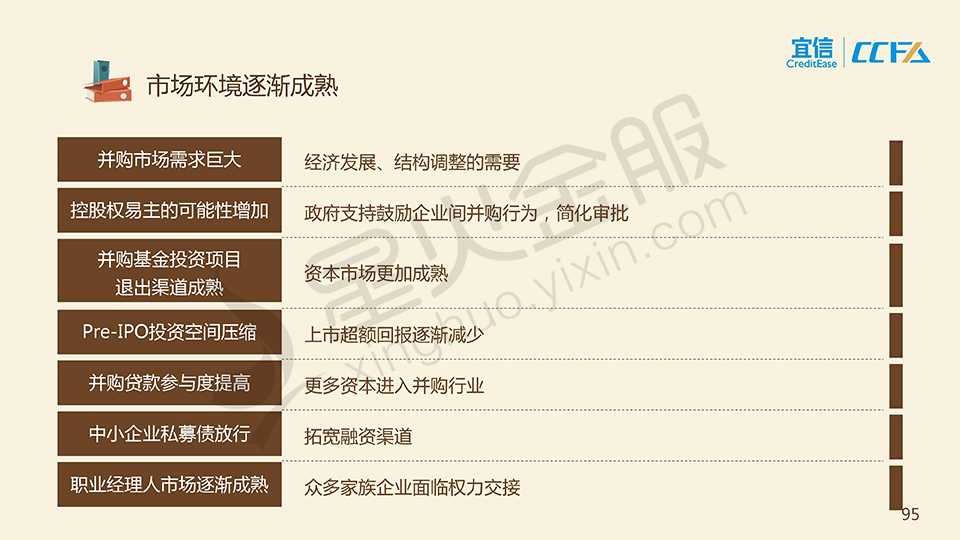 宜信
CreditEase
CCFA
市场环境逐渐成熟
并购市场需求巨大
经济发展、结构调整的需要
控股权易主的可能性增加
政府支持鼓励企业间并购行为，简化审批
并购基金投资项目
退出渠道成熟
资本市场更加成熟
Pre-IPO投资空间压缩
上市超额回报逐渐减少
并购贷款参与度提高
更多资本进入并购行业
中小企业私募债放行
拓宽融资渠道
职业经理人市场逐渐成熟
众多家族企业面临权力交接
星火金服
xinghuo.yixin.com
95